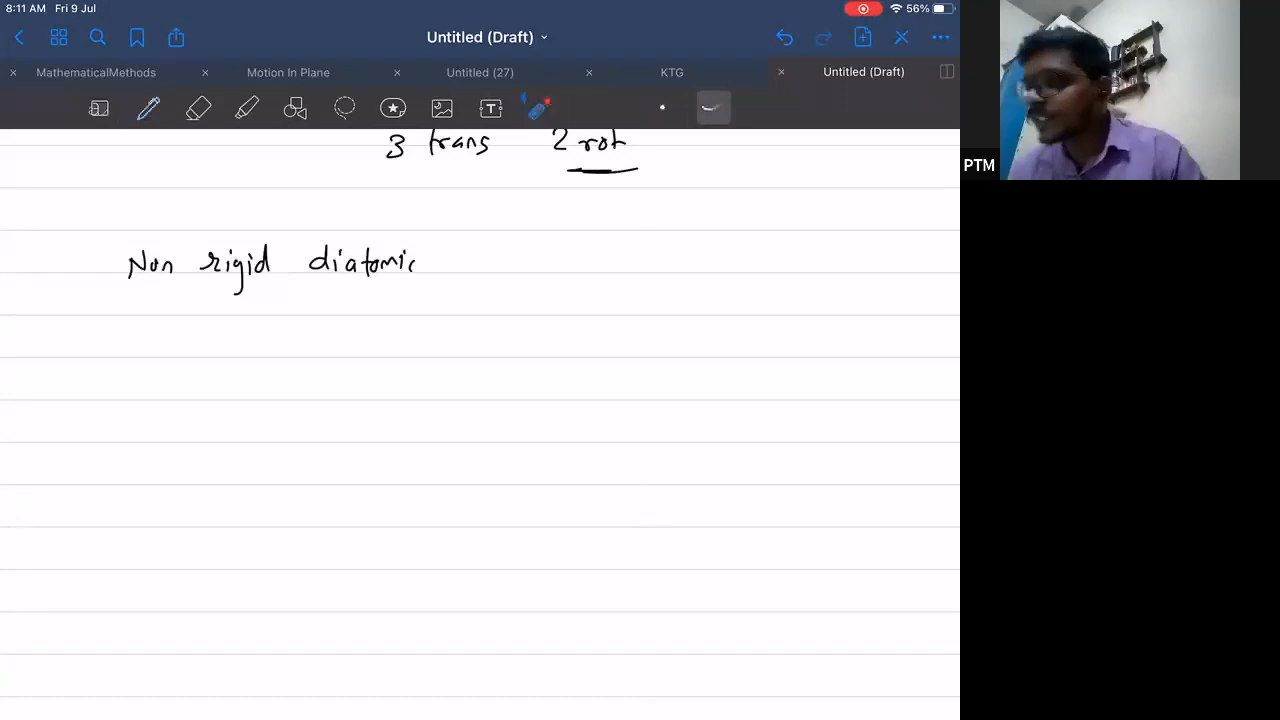 8:11 AM Fri 9 Jul
56%
Untitled (Draft)
MathematicalMethods
Motion In Plane
Untitled (27)
KTG
Untitled (Draft)
T
3 trans 2 rot
Non rigid diatomic
PTM